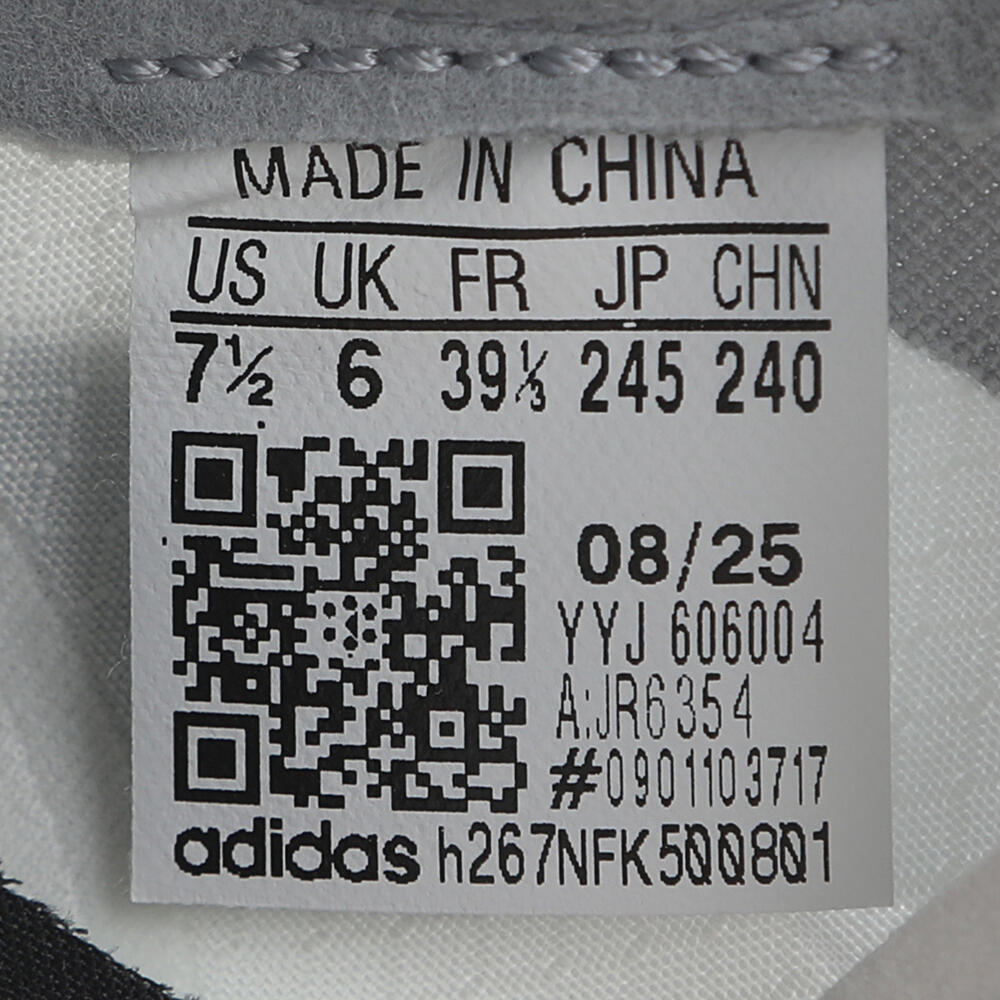 MADE IN CHINA
US UK FR JP CHN
7½ 6 39⅓ 245 240
08/25
YYJ 606004
A:JR6354
#0901103717
adidas h267NFK500801